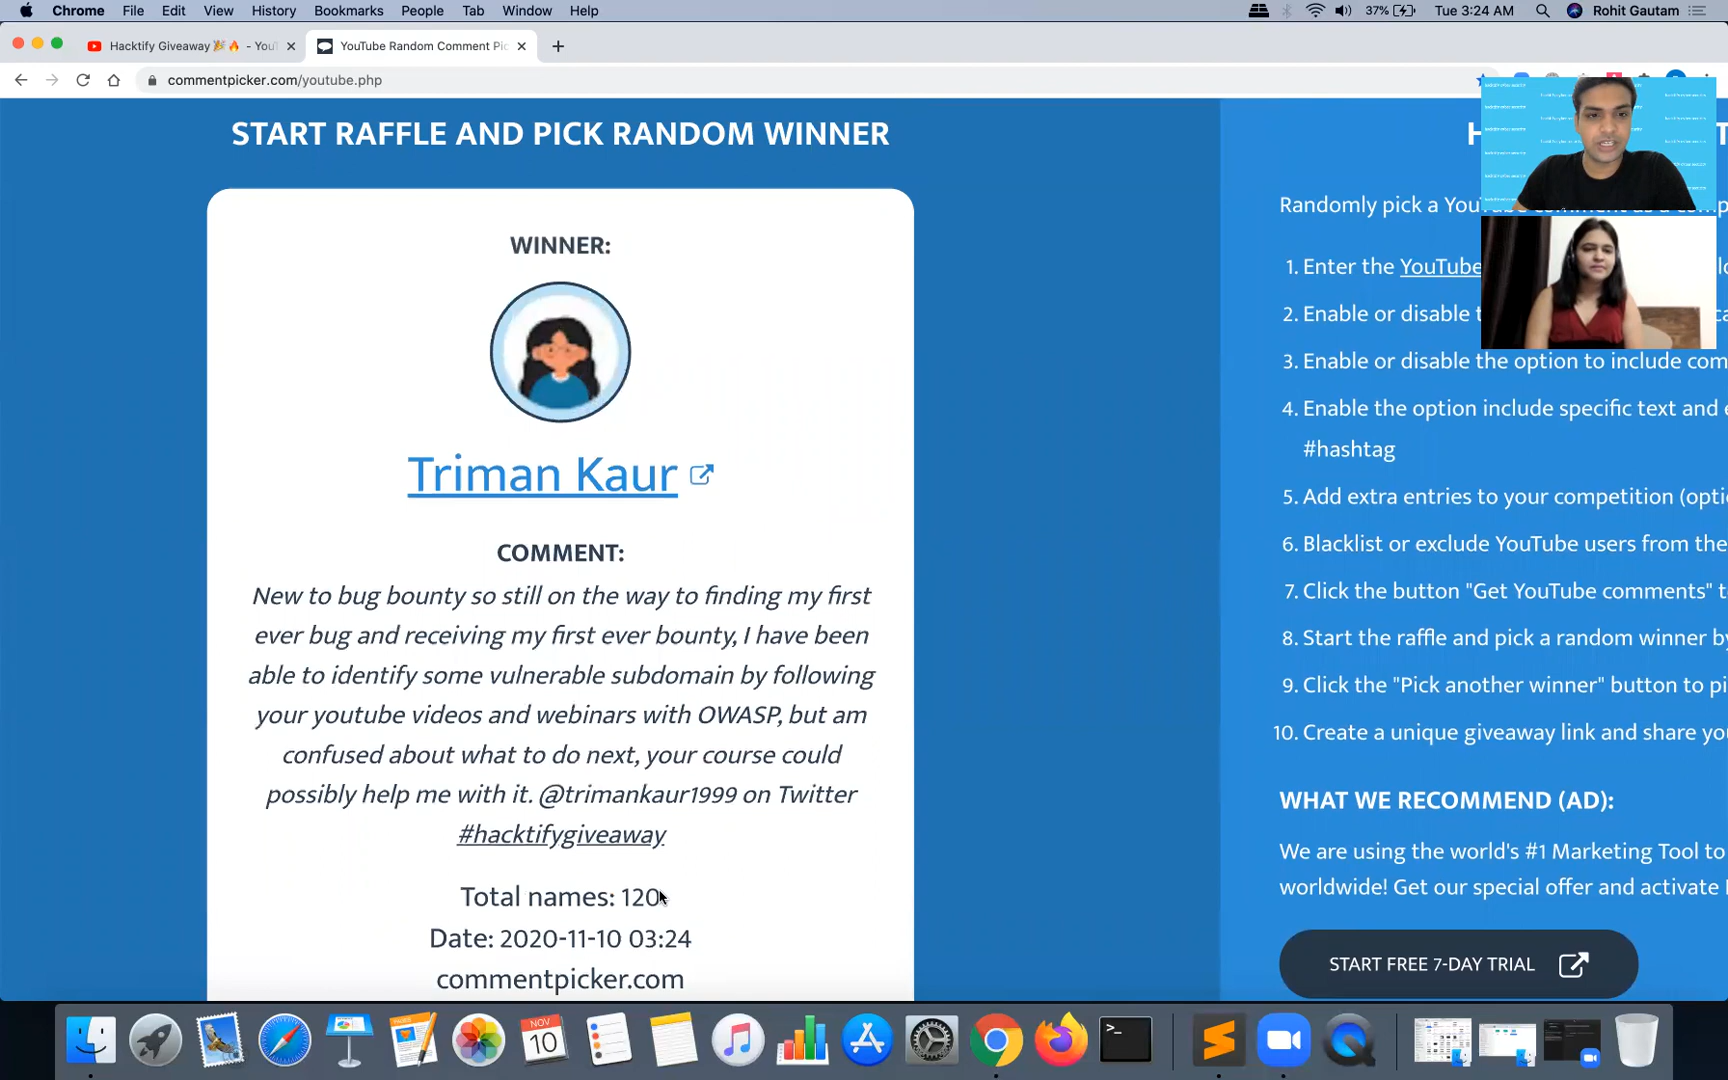 Chrome File Edit View History Bookmarks People Tab Window Help 37% Tue 3:24 AM Rohit Gautam
Hacktify Giveaway🎉🔥 - YouT
YouTube Random Comment Pic
commentpicker.com/youtube.php
START RAFFLE AND PICK RANDOM WINNER
WINNER:
Triman Kaur
COMMENT:
New to bug bounty so still on the way to finding my first
ever bug and receiving my first ever bounty, I have been
able to identify some vulnerable subdomain by following
your youtube videos and webinars with OWASP, but am
confused about what to do next, your course could
possibly help me with it. @trimankaur1999 on Twitter
#hacktifygiveaway
Total names: 120
Date: 2020-11-10 03:24
commentpicker.com
Randomly pick a YouTube comment as a comp
1. Enter the YouTube
2. Enable or disable
3. Enable or disable the option to include com
4. Enable the option include specific text and e
#hashtag
5. Add extra entries to your competition (optio
6. Blacklist or exclude YouTube users from the
7. Click the button "Get YouTube comments" to
8. Start the raffle and pick a random winner by
9. Click the "Pick another winner" button to pi
10. Create a unique giveaway link and share you
WHAT WE RECOMMEND (AD):
We are using the world's #1 Marketing Tool to
worldwide! Get our special offer and activate
START FREE 7-DAY TRIAL
NOV
10